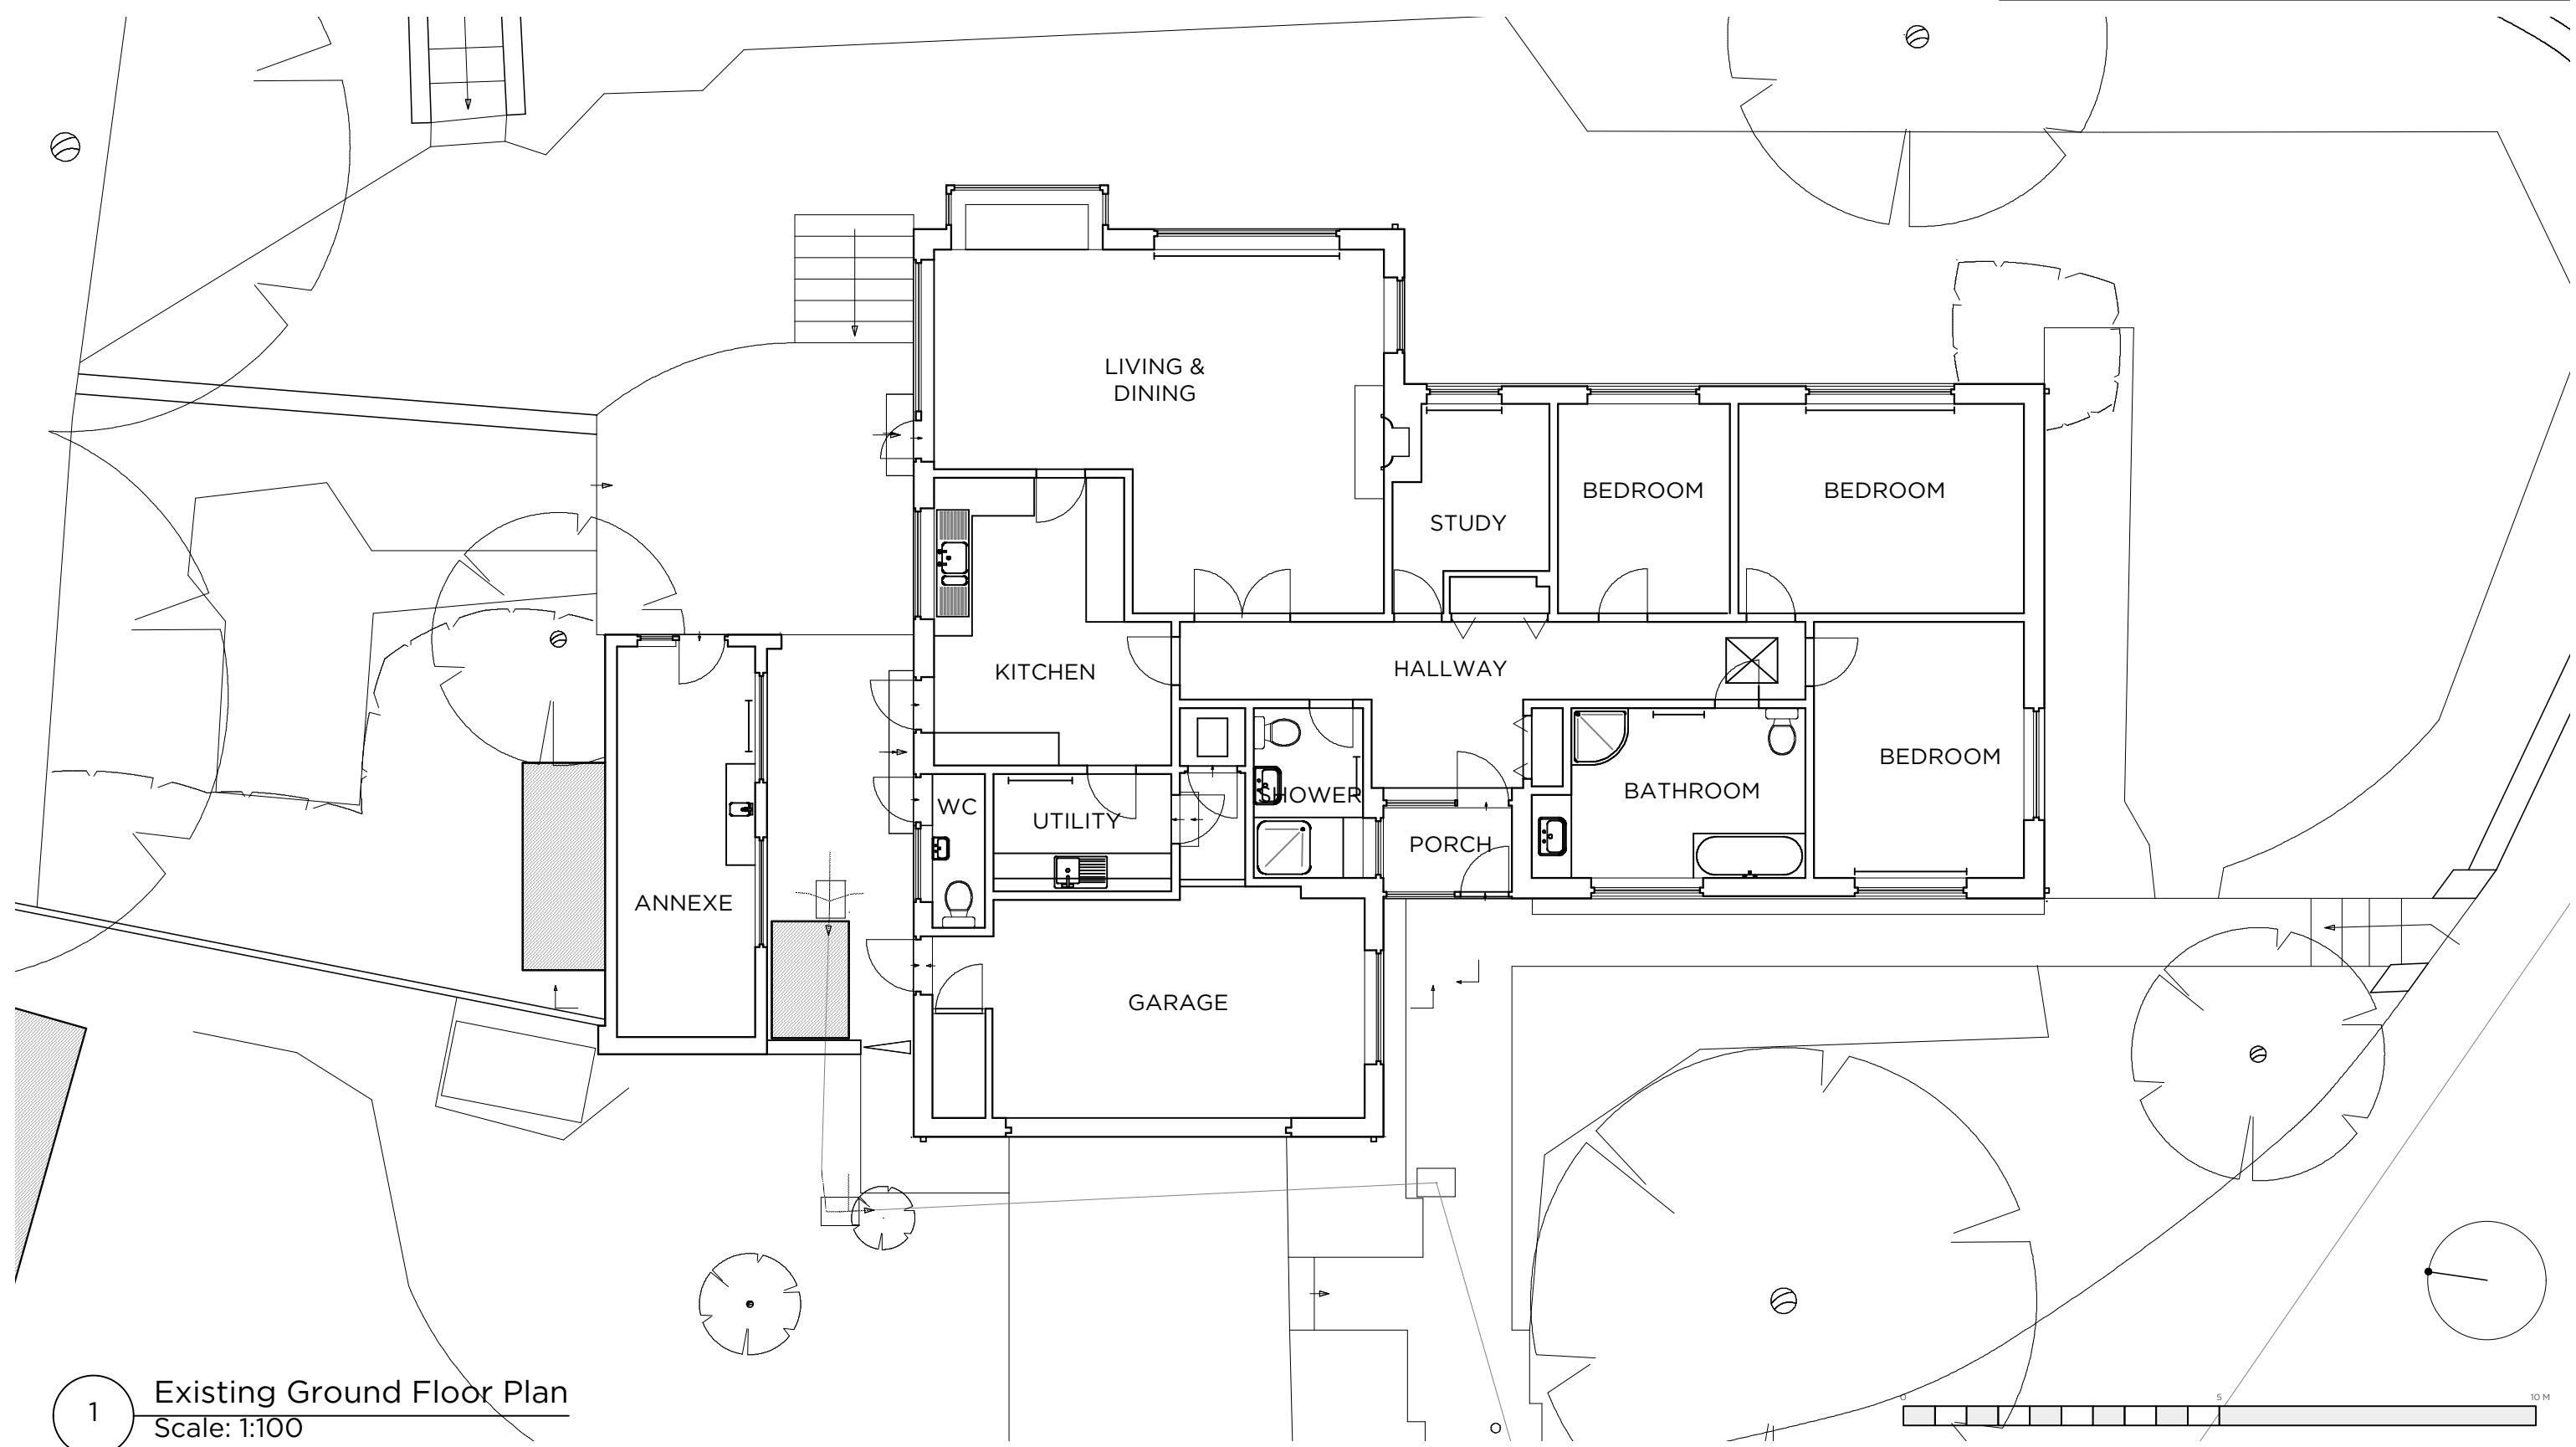 LIVING &
DINING
BEDROOM
BEDROOM
STUDY
KITCHEN
HALLWAY
BEDROOM
BATHROOM
SHOWER
WC
UTILITY
PORCH
ANNEXE
GARAGE
1
Existing Ground Floor Plan
Scale: 1:100
0
5
10 M